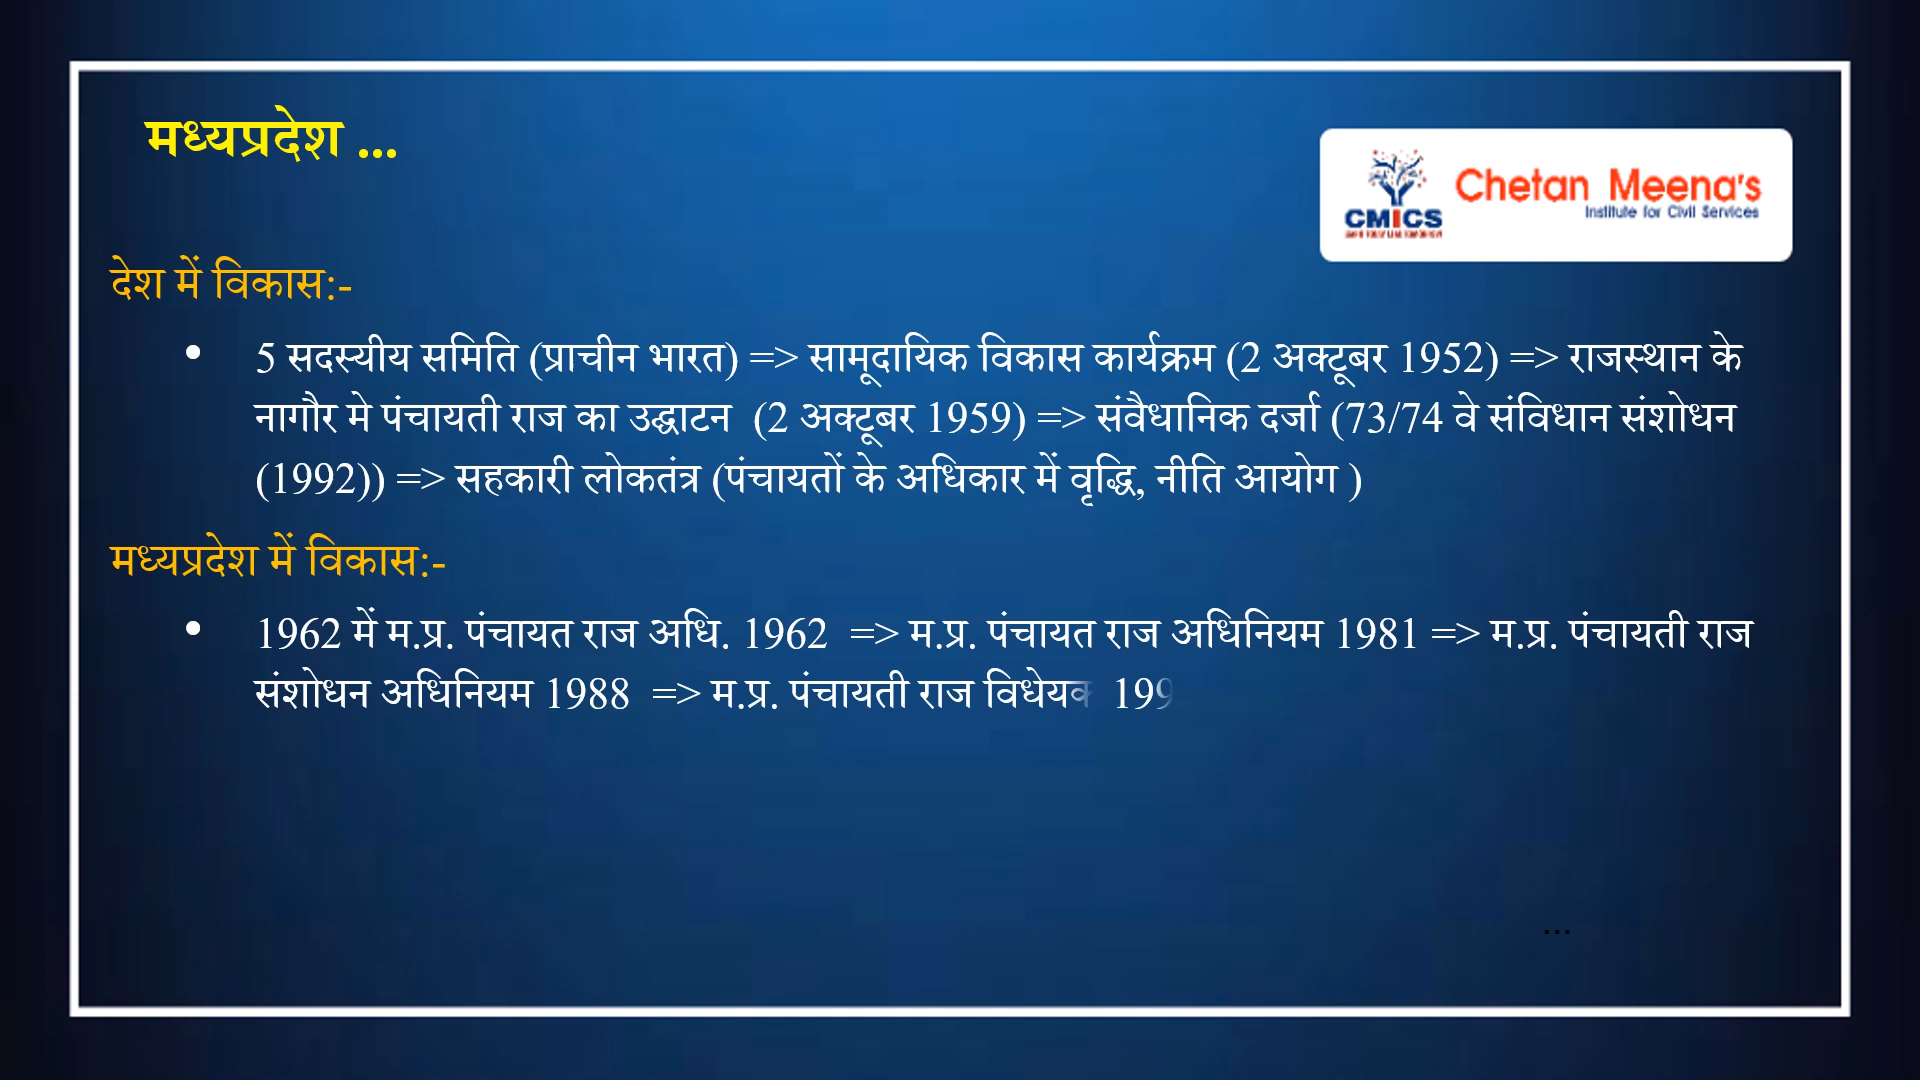 मध्यप्रदेश ...
CMICS
Chetan Meena's
Institute for Civil Services
देश में विकास:-
• 5 सदस्यीय समिति (प्राचीन भारत) => सामूदायिक विकास कार्यक्रम (2 अक्टूबर 1952) => राजस्थान के
नागौर मे पंचायती राज का उद्घाटन (2 अक्टूबर 1959) => संवैधानिक दर्जा (73/74 वे संविधान संशोधन
(1992)) => सहकारी लोकतंत्र (पंचायतों के अधिकार में वृद्धि, नीति आयोग )
मध्यप्रदेश में विकास:-
• 1962 में म.प्र. पंचायत राज अधि. 1962 => म.प्र. पंचायत राज अधिनियम 1981 => म.प्र. पंचायती राज
संशोधन अधिनियम 1988 => म.प्र. पंचायती राज विधेयक 199
...